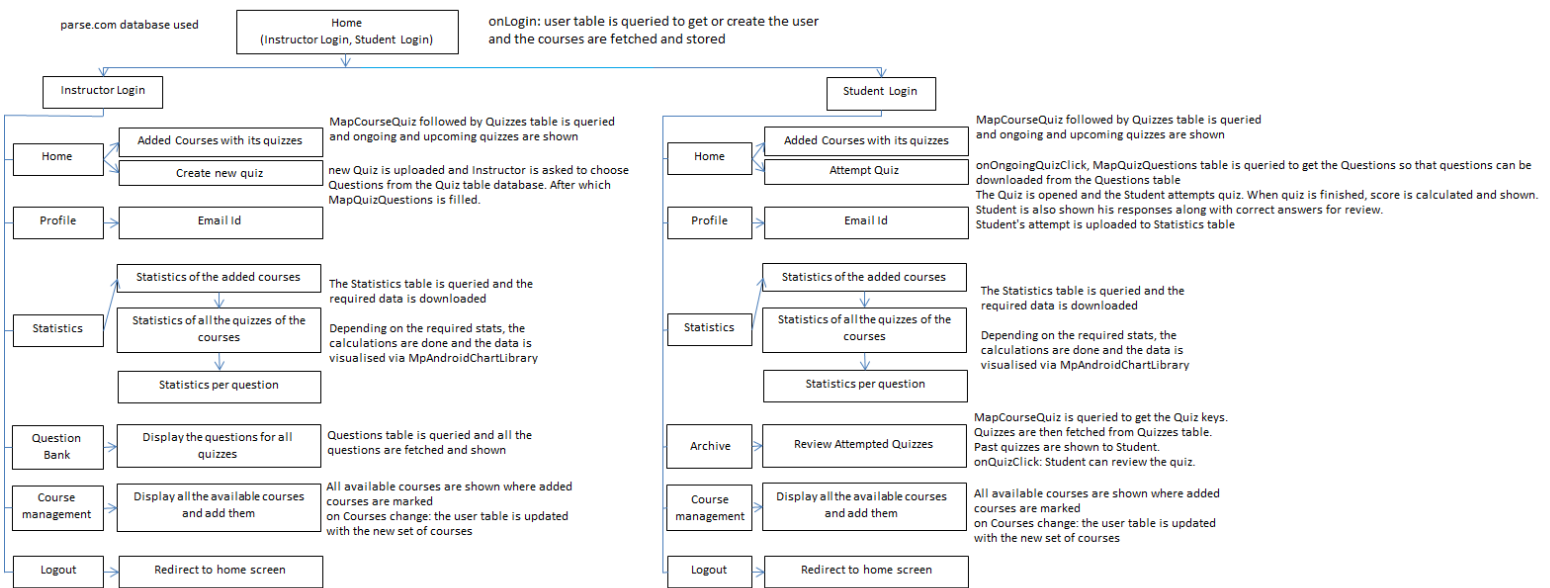 parse.com database used
Home
(Instructor Login, Student Login)
onLogin: user table is queried to get or create the user
and the courses are fetched and stored
Instructor Login
Home
Added Courses with its quizzes
MapCourseQuiz followed by Quizzes table is queried
and ongoing and upcoming quizzes are shown
Create new quiz
new Quiz is uploaded and Instructor is asked to choose
Questions from the Quiz table database. After which
MapQuizQuestions is filled.
Profile
Email Id
Statistics
Statistics of the added courses
Statistics of all the quizzes of the
courses
Statistics per question
The Statistics table is queried and the
required data is downloaded
Depending on the required stats, the
calculations are done and the data is
visualised via MpAndroidChartLibrary
Question
Bank
Display the questions for all
quizzes
Questions table is queried and all the
questions are fetched and shown
Course
management
Display all the available courses
and add them
All available courses are shown where added
courses are marked
on Courses change: the user table is updated
with the new set of courses
Logout
Redirect to home screen
Student Login
Home
Added Courses with its quizzes
MapCourseQuiz followed by Quizzes table is queried
and ongoing and upcoming quizzes are shown
Attempt Quiz
onOngoingQuizClick, MapQuizQuestions table is queried to get the Questions so that questions can be
downloaded from the Questions table
The Quiz is opened and the Student attempts quiz. When quiz is finished, score is calculated and shown.
Student is also shown his responses along with correct answers for review.
Student's attempt is uploaded to Statistics table
Profile
Email Id
Statistics
Statistics of the added courses
Statistics of all the quizzes of the
courses
Statistics per question
The Statistics table is queried and the
required data is downloaded
Depending on the required stats, the
calculations are done and the data is
visualised via MpAndroidChartLibrary
Archive
Review Attempted Quizzes
MapCourseQuiz is queried to get the Quiz keys.
Quizzes are then fetched from Quizzes table.
Past quizzes are shown to Student.
onQuizClick: Student can review the quiz.
Course
management
Display all the available courses
and add them
All available courses are shown where added
courses are marked
on Courses change: the user table is updated
with the new set of courses
Logout
Redirect to home screen